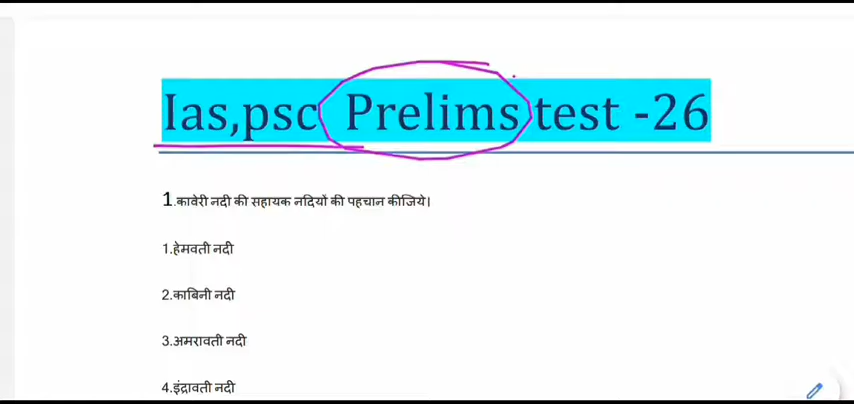 Ias,psc Prelims test -26
1.कावेरी नदी की सहायक नदियों की पहचान कीजिये।
1.हेमवती नदी
2.काबिनी नदी
3.अमरावती नदी
4.इंद्रावती नदी